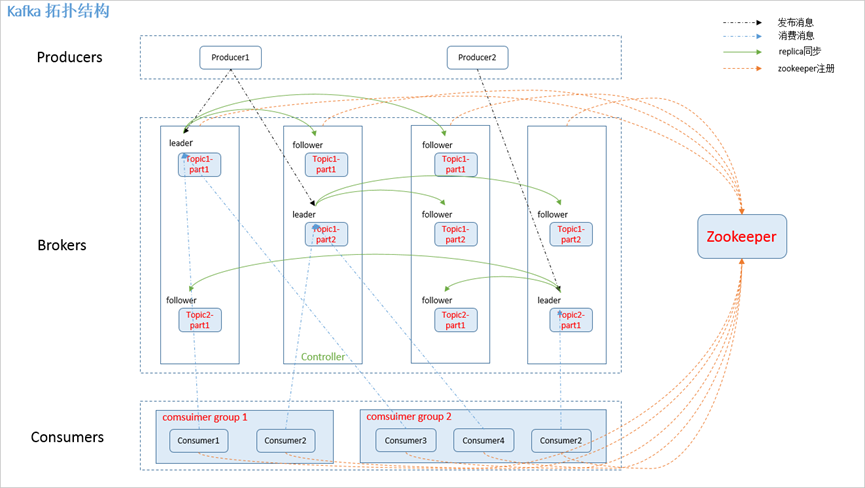 Kafka 拓扑结构
发布消息
消费消息
replica同步
zookeeper注册
Producers
Producer1
Producer2
Brokers
leader
Topic1-
part1
follower
Topic1-
part1
follower
Topic1-
part1
leader
Topic1-
part2
follower
Topic1-
part2
follower
Topic1-
part2
follower
Topic2-
part1
follower
Topic2-
part1
leader
Topic2-
part1
Controller
Zookeeper
Consumers
comsuimer group 1
Consumer1
Consumer2
comsuimer group 2
Consumer3
Consumer4
Consumer2